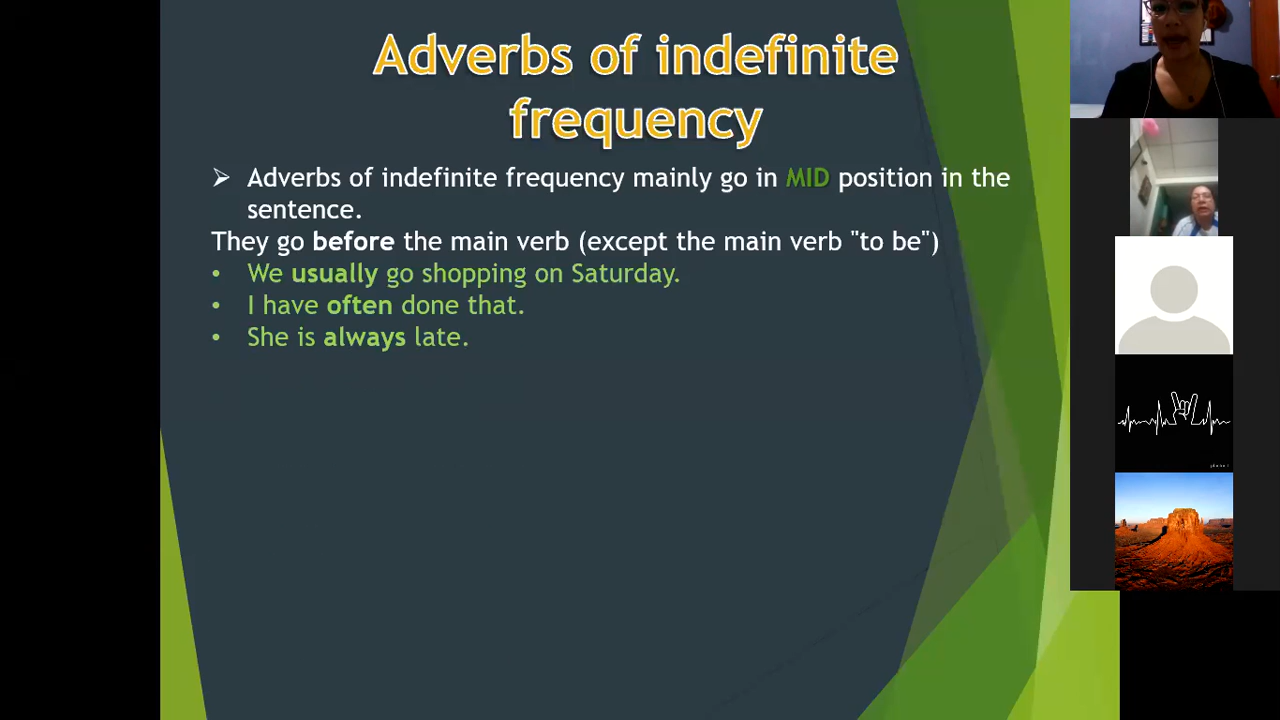 Adverbs of indefinite
frequency
➢ Adverbs of indefinite frequency mainly go in MID position in the
sentence.
They go before the main verb (except the main verb "to be")
• We usually go shopping on Saturday.
• I have often done that.
• She is always late.